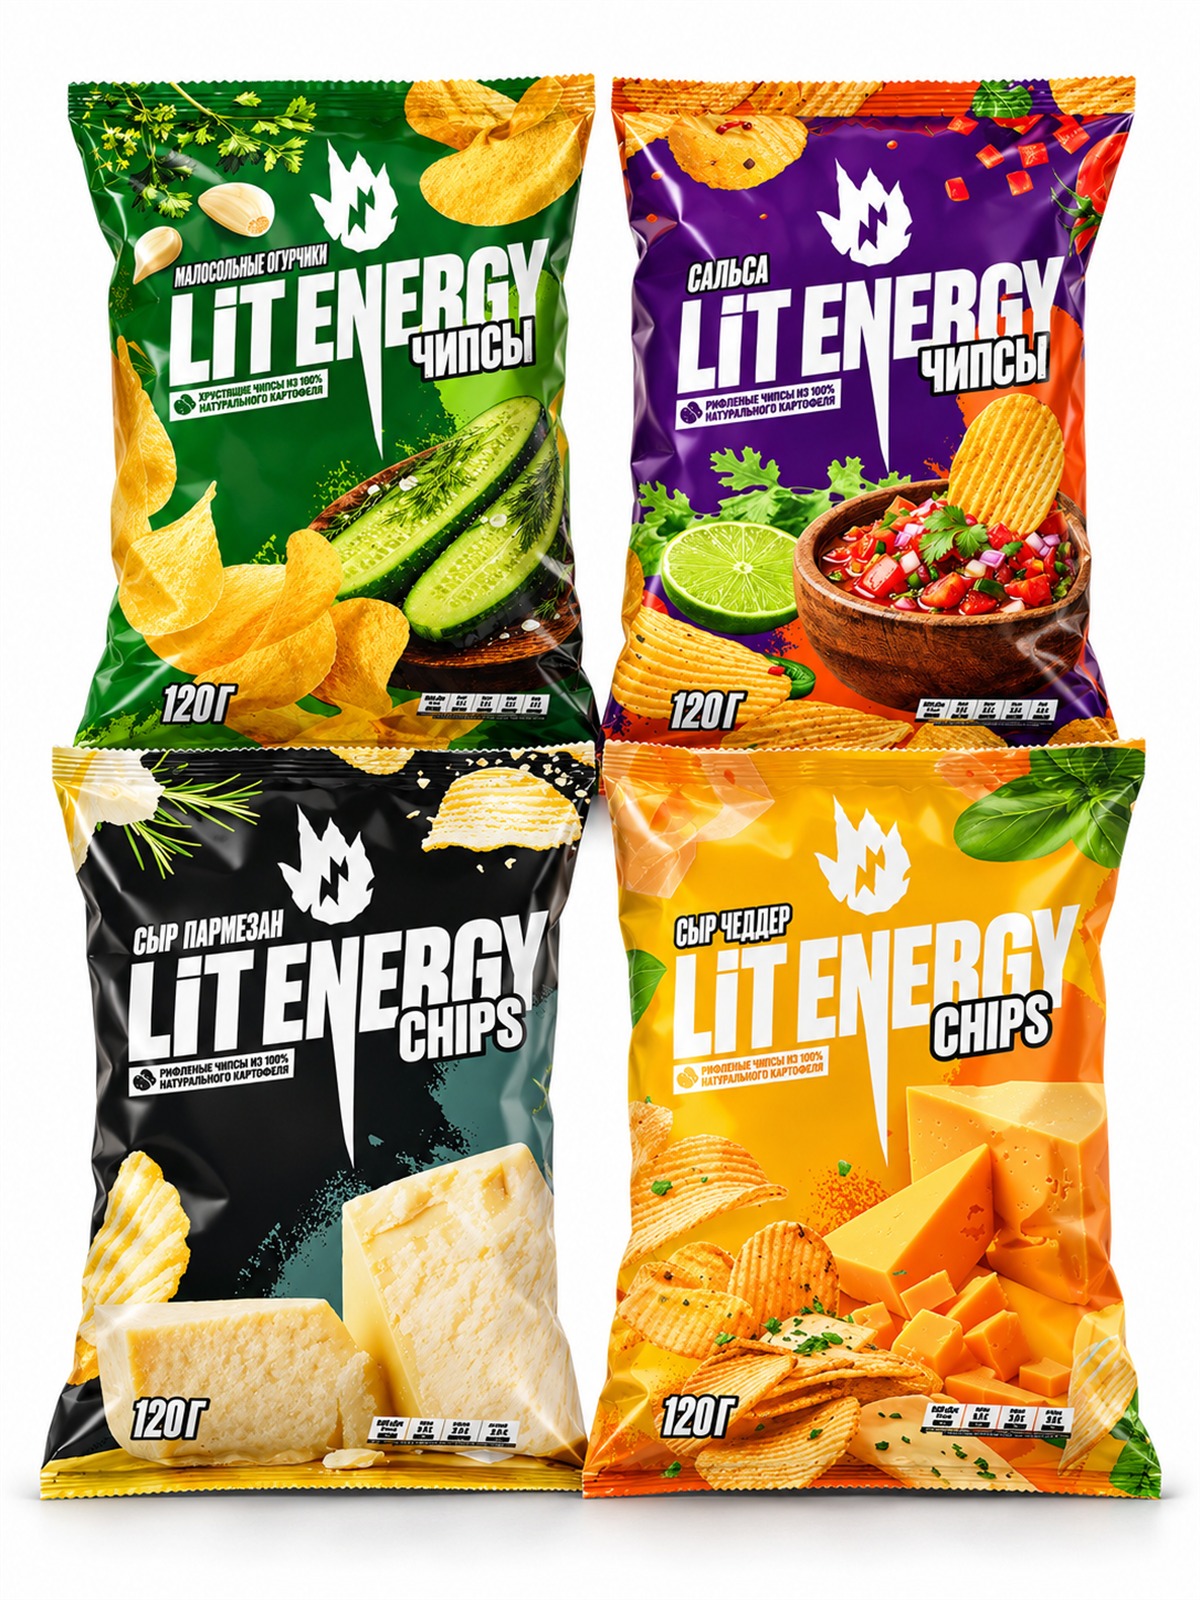 МАЛОСОЛЬНЫЕ ОГУРЧИКИ
LiT ENERGY
ЧИПСЫ
ХРУСТЯЩИЕ ЧИПСЫ ИЗ 100%
НАТУРАЛЬНОГО КАРТОФЕЛЯ
120Г
САЛЬСА
LiT ENERGY
ЧИПСЫ
РИФЛЕНЫЕ ЧИПСЫ ИЗ 100%
НАТУРАЛЬНОГО КАРТОФЕЛЯ
120Г
СЫР ПАРМЕЗАН
LiT ENERGY
CHIPS
РИФЛЕНЫЕ ЧИПСЫ ИЗ 100%
НАТУРАЛЬНОГО КАРТОФЕЛЯ
120Г
СЫР ЧЕДДЕР
LiT ENERGY
CHIPS
РИФЛЕНЫЕ ЧИПСЫ ИЗ 100%
НАТУРАЛЬНОГО КАРТОФЕЛЯ
120Г